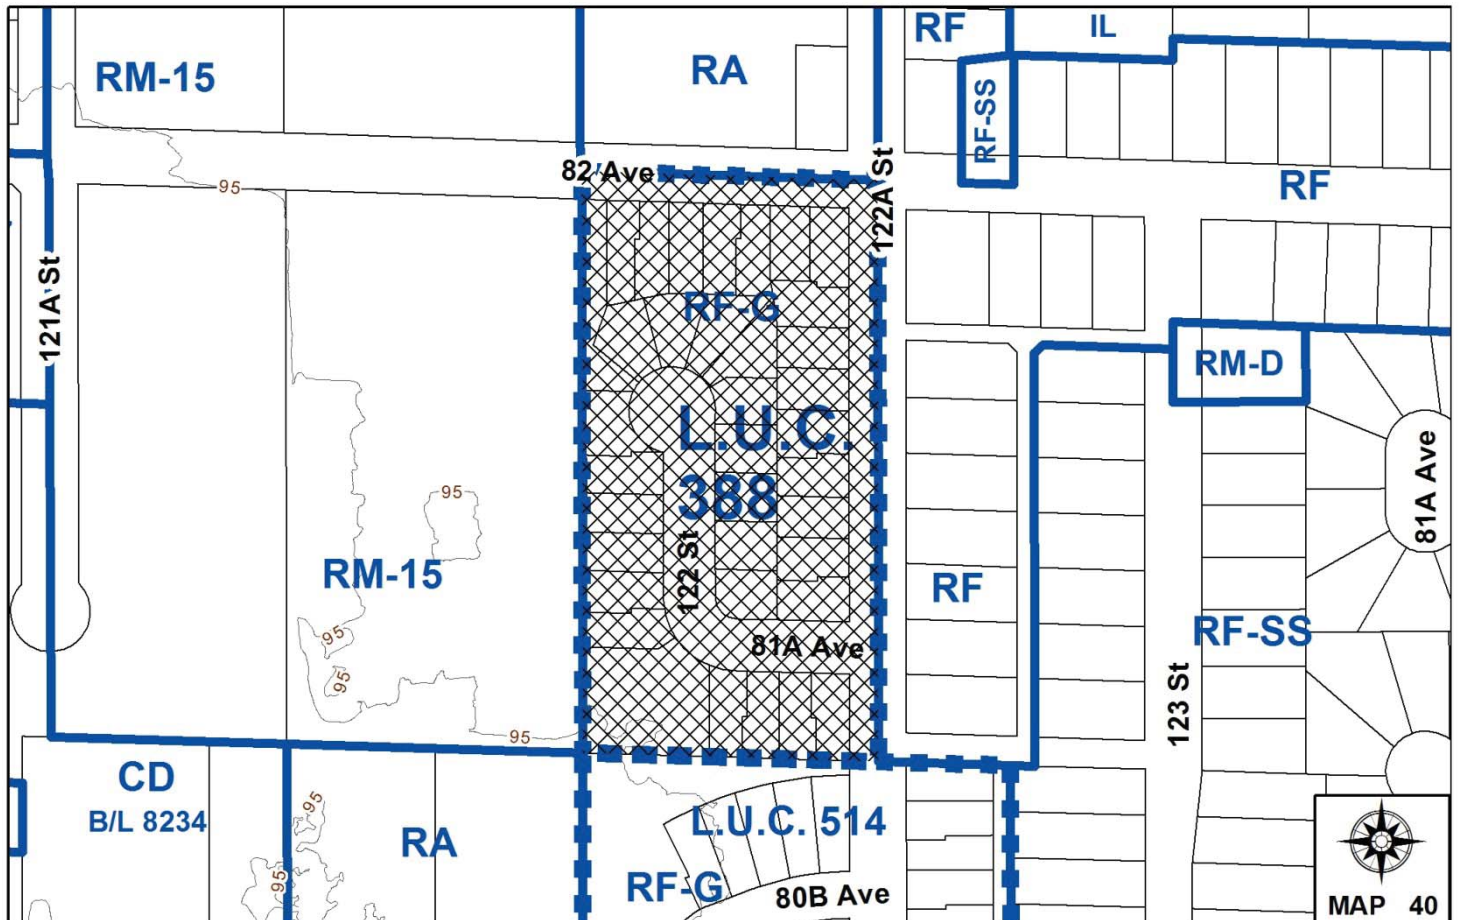 RF
IL
RM-15
RA
RF-SS
82 Ave
122A St
95
RF
121A St
RF-G
RM-D
L.U.C.
388
81A Ave
95
122 St
RM-15
RF
95
81A Ave
RF-SS
95
123 St
95
CD
B/L 8234
95
RA
L.U.C. 514
95
RF-G
80B Ave
MAP 40